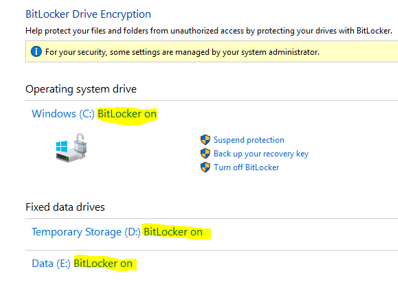 BitLocker Drive Encryption
Help protect your files and folders from unauthorized access by protecting your drives with BitLocker.
For your security, some settings are managed by your system administrator.
Operating system drive
Windows (C:) BitLocker on
Suspend protection
Back up your recovery key
Turn off BitLocker
Fixed data drives
Temporary Storage (D:) BitLocker on
Data (E:) BitLocker on